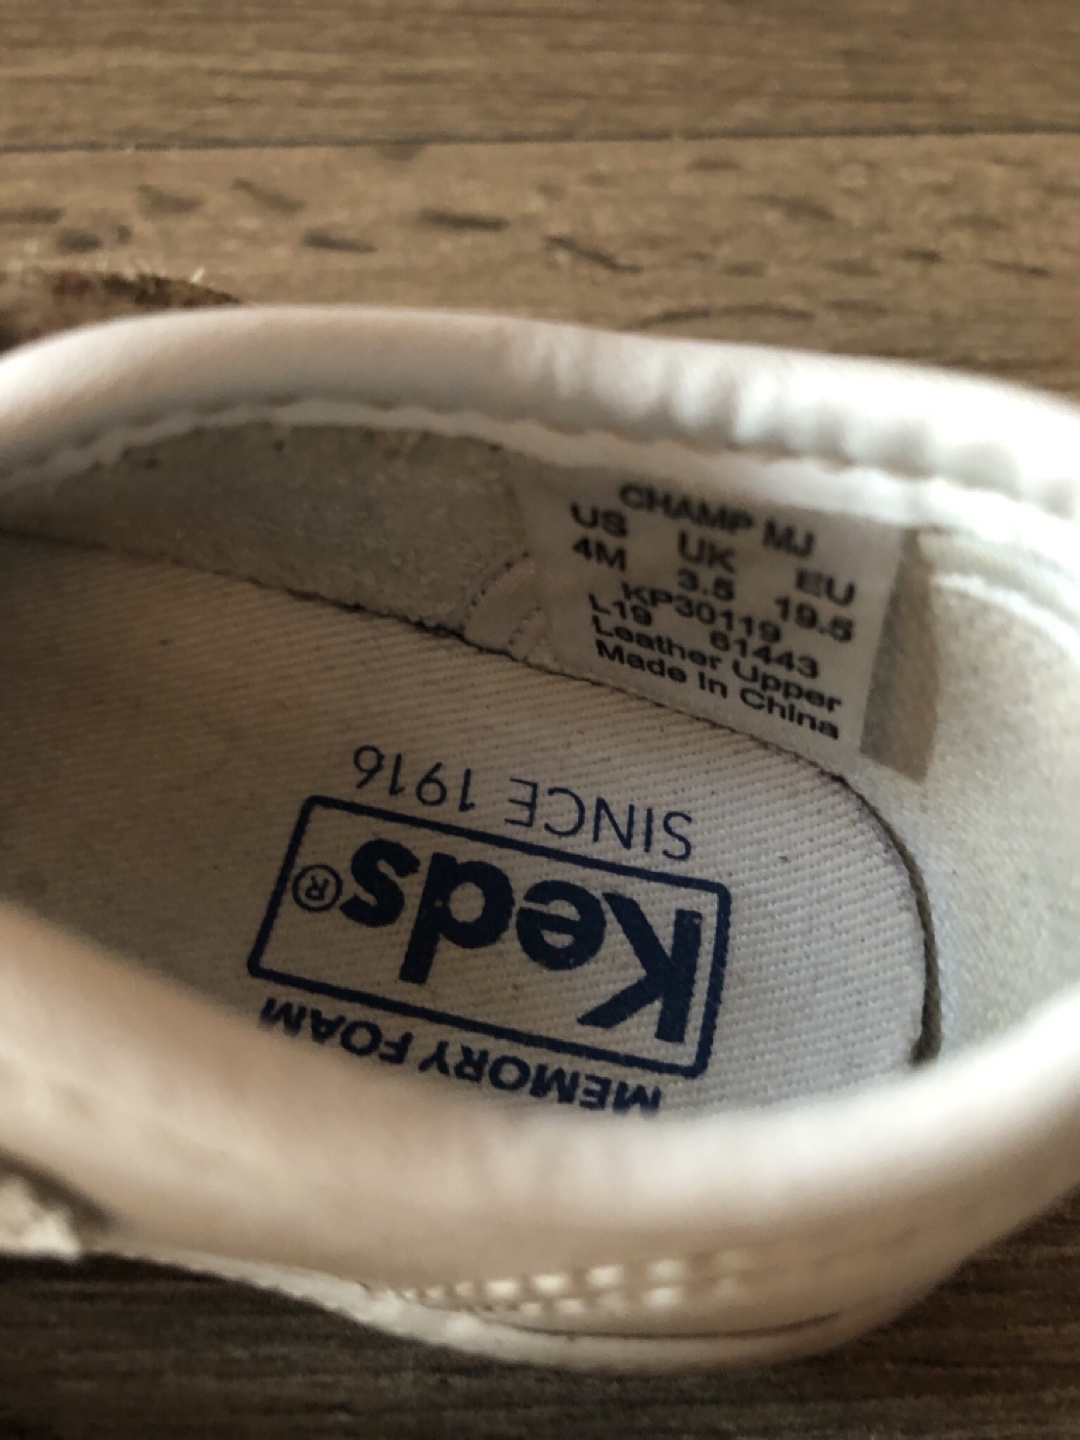 CHAMP MJ
US UK EU
4M 3.5 19.5
KP30119
L19 61443
Leather Upper
Made In China
MEMORY FOAM
Keds®
SINCE 1916